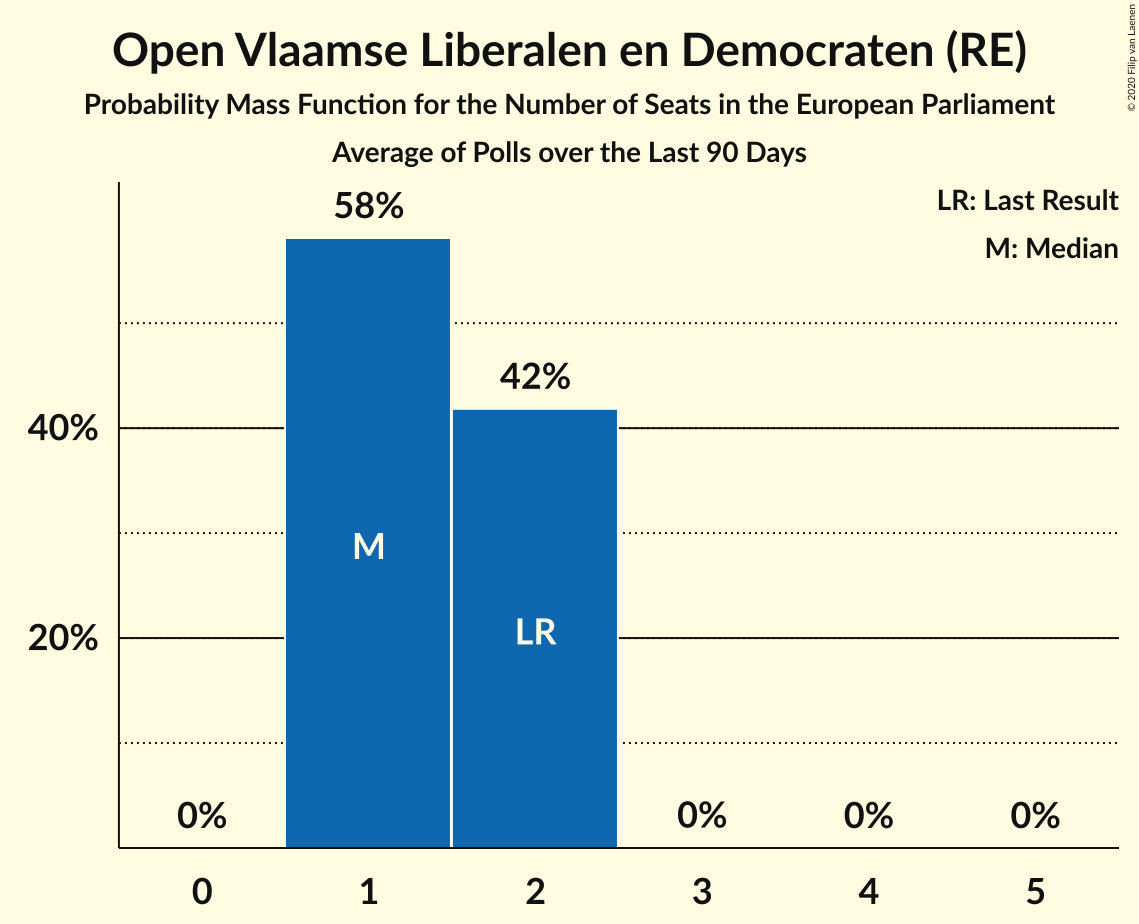 Open Vlaamse Liberalen en Democraten (RE)
Probability Mass Function for the Number of Seats in the European Parliament
Average of Polls over the Last 90 Days
© 2020 Filip van Laenen
LR: Last Result
M: Median
58%
42%
40%
M
LR
20%
0%
0%
0%
0%
0
1
2
3
4
5